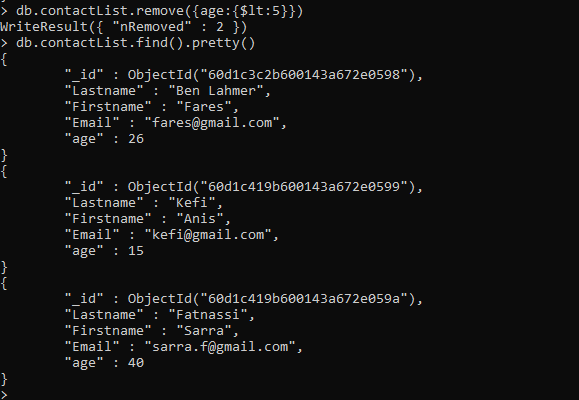 > db.contactList.remove({age:{$lt:5}})
WriteResult({ "nRemoved" : 2 })
> db.contactList.find().pretty()
{
        "_id" : ObjectId("60d1c3c2b600143a672e0598"),
        "Lastname" : "Ben Lahmer",
        "Firstname" : "Fares",
        "Email" : "fares@gmail.com",
        "age" : 26
}
{
        "_id" : ObjectId("60d1c419b600143a672e0599"),
        "Lastname" : "Kefi",
        "Firstname" : "Anis",
        "Email" : "kefi@gmail.com",
        "age" : 15
}
{
        "_id" : ObjectId("60d1c419b600143a672e059a"),
        "Lastname" : "Fatnassi",
        "Firstname" : "Sarra",
        "Email" : "sarra.f@gmail.com",
        "age" : 40
}
>